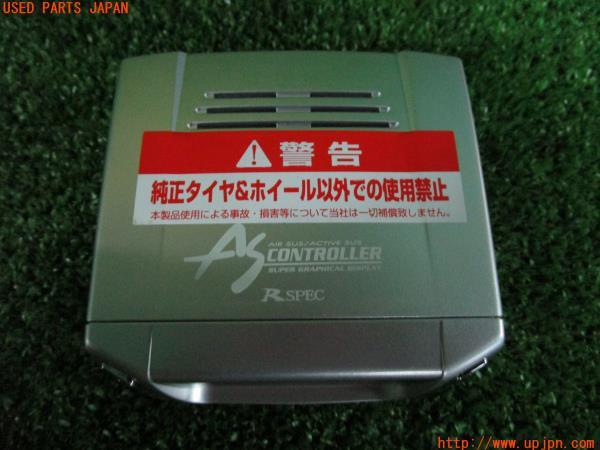 USED PARTS JAPAN
警告
純正タイヤ&ホイール以外での使用禁止
本製品使用による事故・損害等について当社は一切補償致しません。
AIR SUS/ACTIVE SUS
AS CONTROLLER
SUPER GRAPHICAL DISPLAY
R SPEC
http://www.upjpn.com